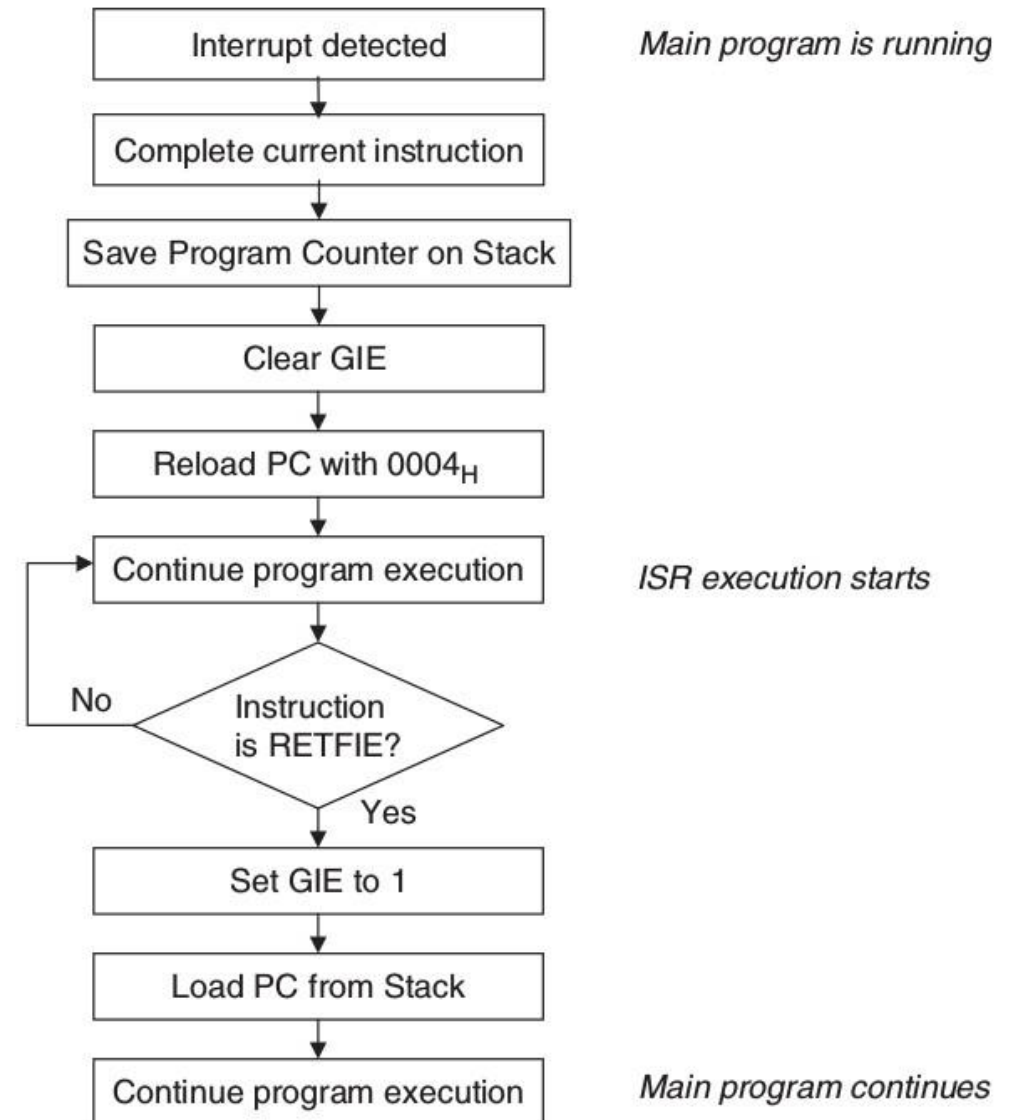 Interrupt detected
Main program is running
Complete current instruction
Save Program Counter on Stack
Clear GIE
Reload PC with 0004H
Continue program execution
ISR execution starts
No
Instruction
is RETFIE?
Yes
Set GIE to 1
Load PC from Stack
Continue program execution
Main program continues